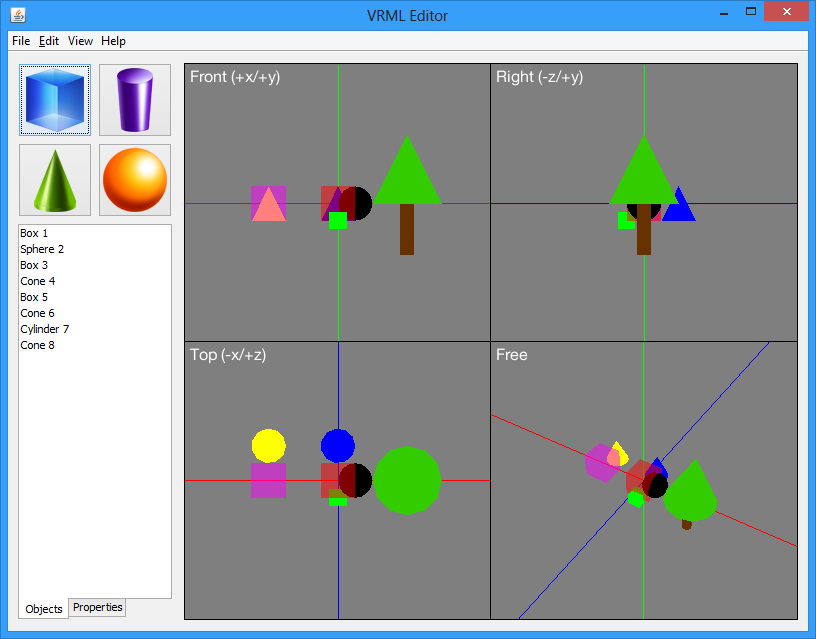 VRML Editor
File Edit View Help
Front (+x/+y)
Right (-z/+y)
Box 1
Sphere 2
Box 3
Cone 4
Box 5
Cone 6
Cylinder 7
Cone 8
Top (-x/+z)
Free
Objects
Properties